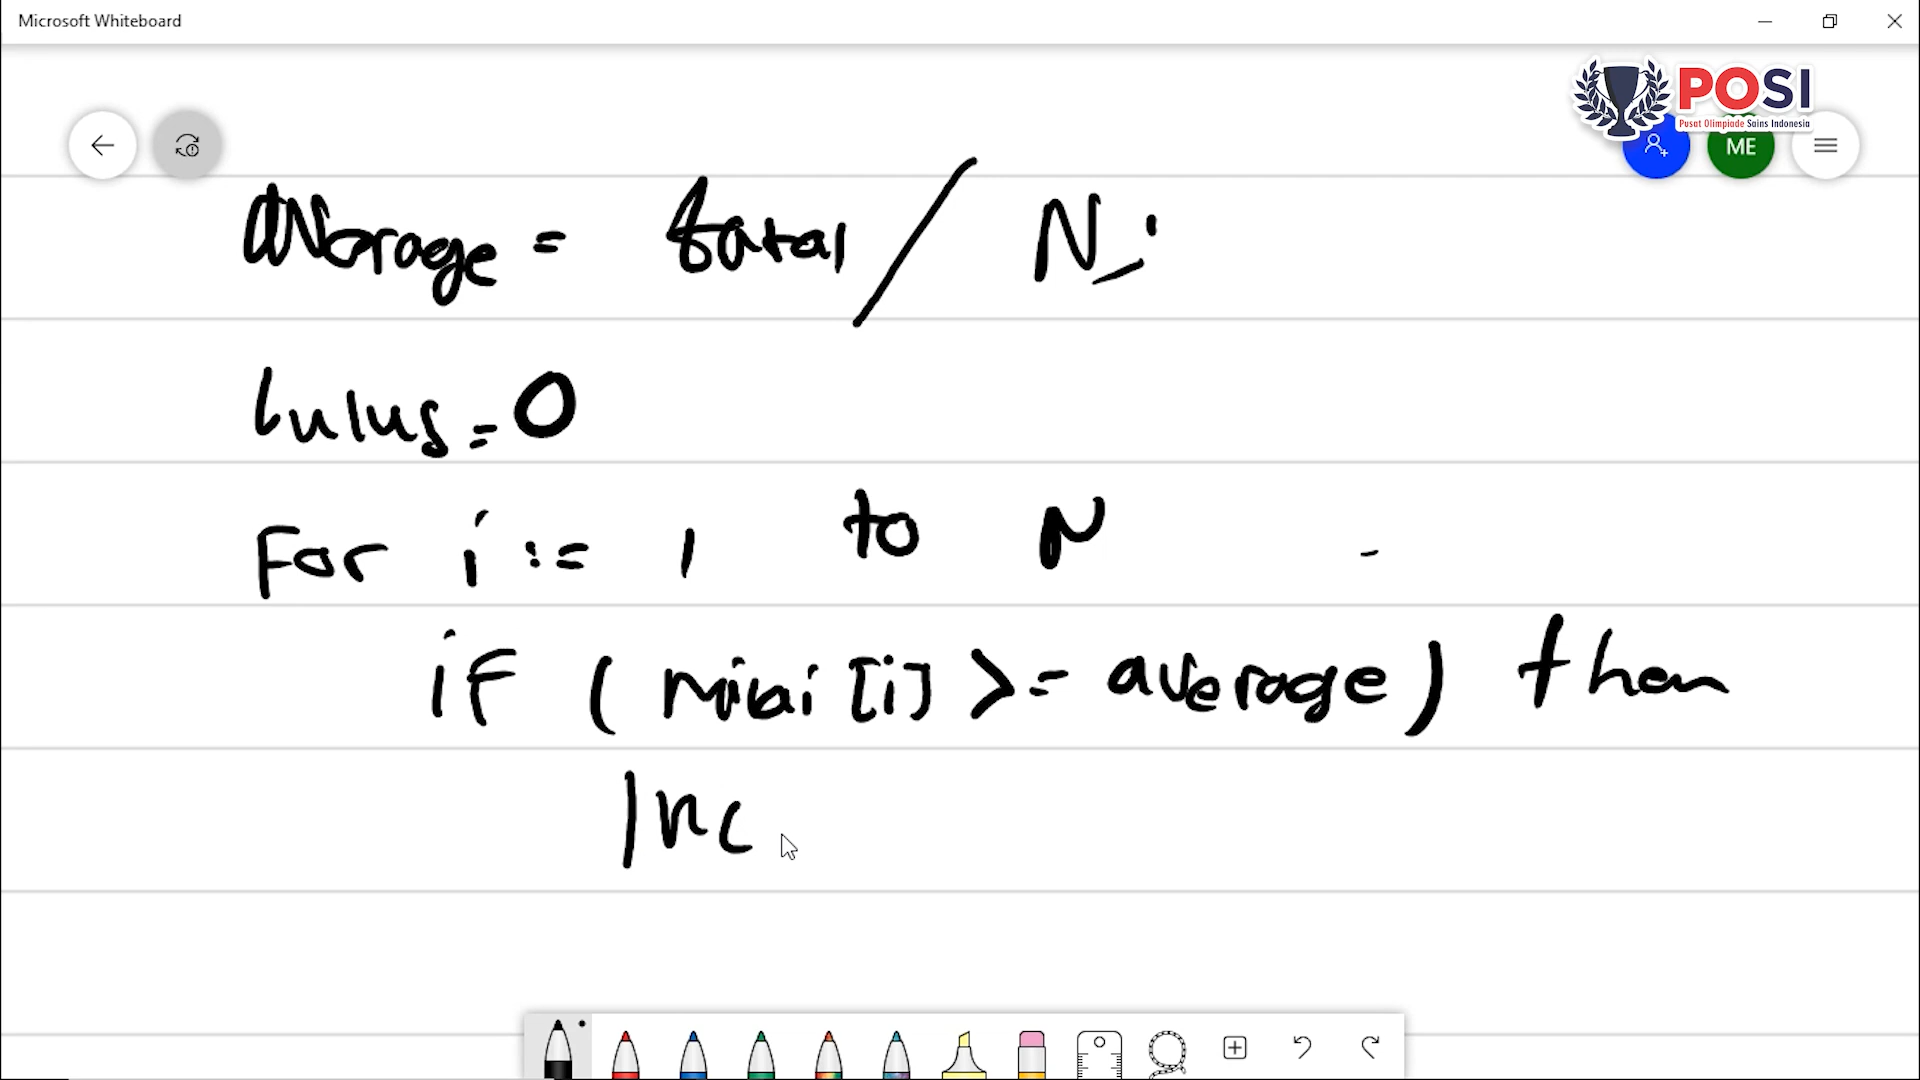 Microsoft Whiteboard
POSI
Pusat Olimpiade Sains Indonesia
ME
average = total / N;
lulus = 0
For i := 1 to N
if ( nilai [i] >= average ) then
Inc